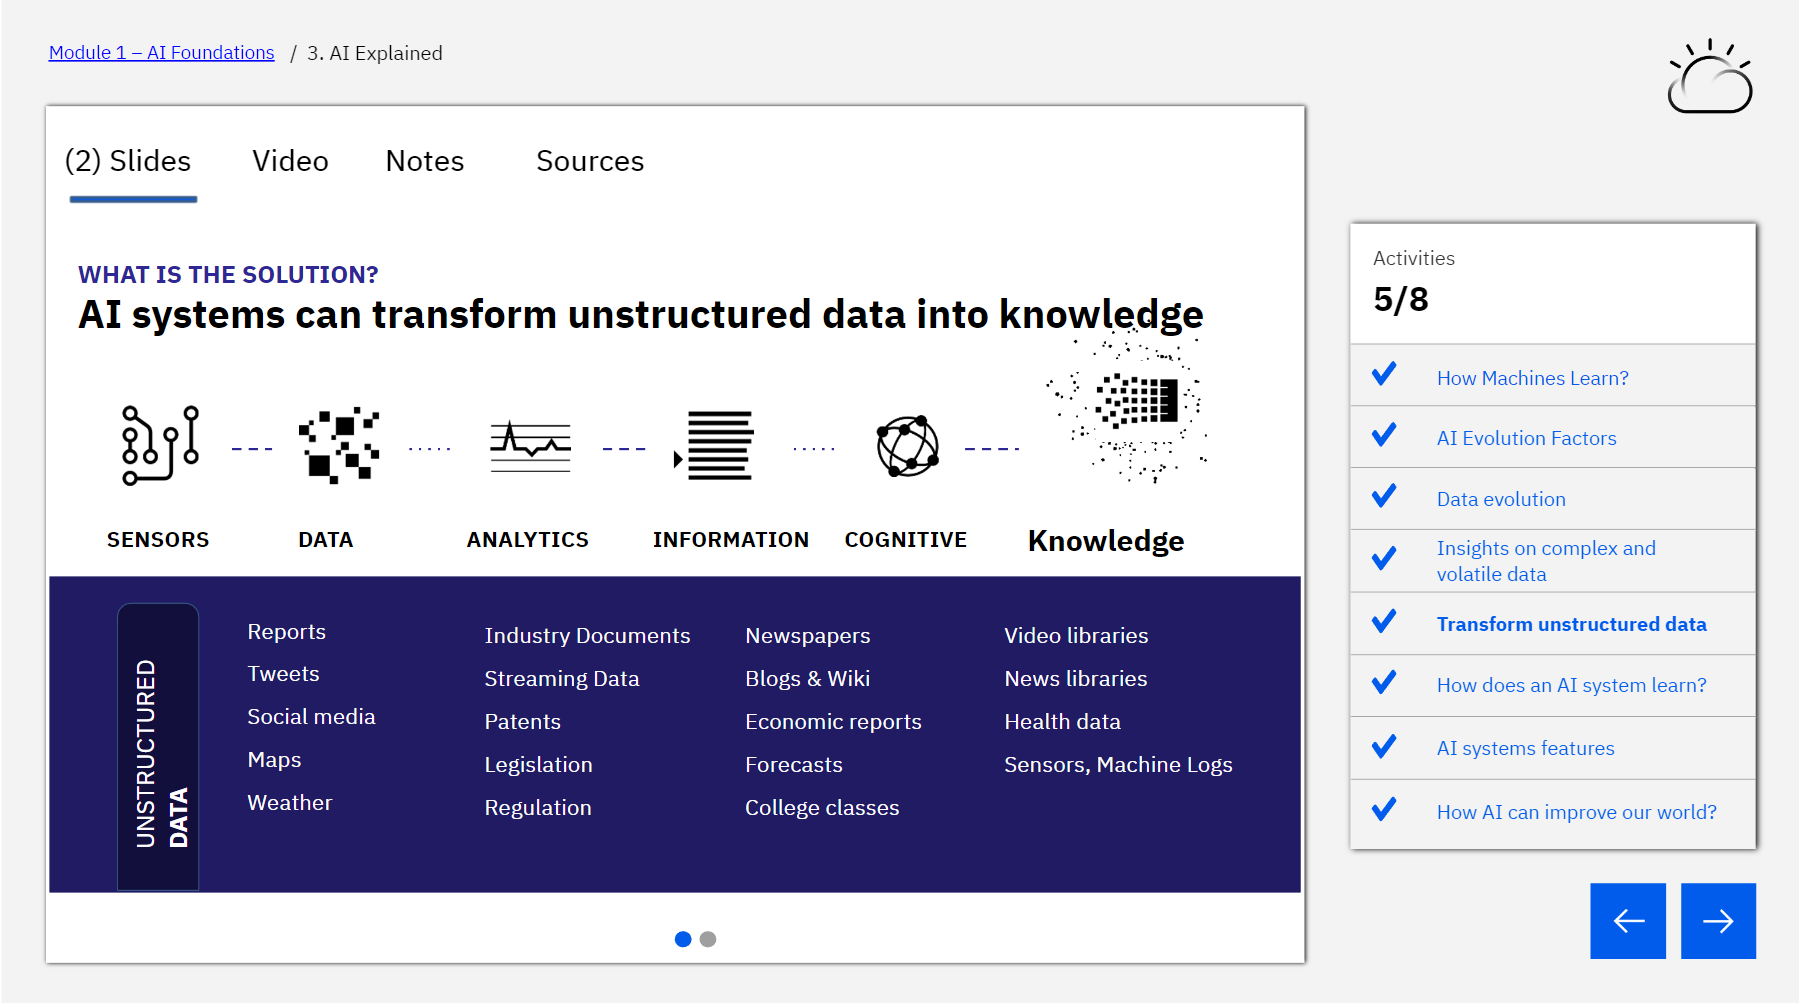 Module 1 – AI Foundations / 3. AI Explained
(2) Slides Video Notes Sources
WHAT IS THE SOLUTION?
AI systems can transform unstructured data into knowledge
SENSORS DATA ANALYTICS INFORMATION COGNITIVE Knowledge
UNSTRUCTURED
DATA
Reports
Tweets
Social media
Maps
Weather
Industry Documents
Streaming Data
Patents
Legislation
Regulation
Newspapers
Blogs & Wiki
Economic reports
Forecasts
College classes
Video libraries
News libraries
Health data
Sensors, Machine Logs
Activities
5/8
How Machines Learn?
AI Evolution Factors
Data evolution
Insights on complex and
volatile data
Transform unstructured data
How does an AI system learn?
AI systems features
How AI can improve our world?